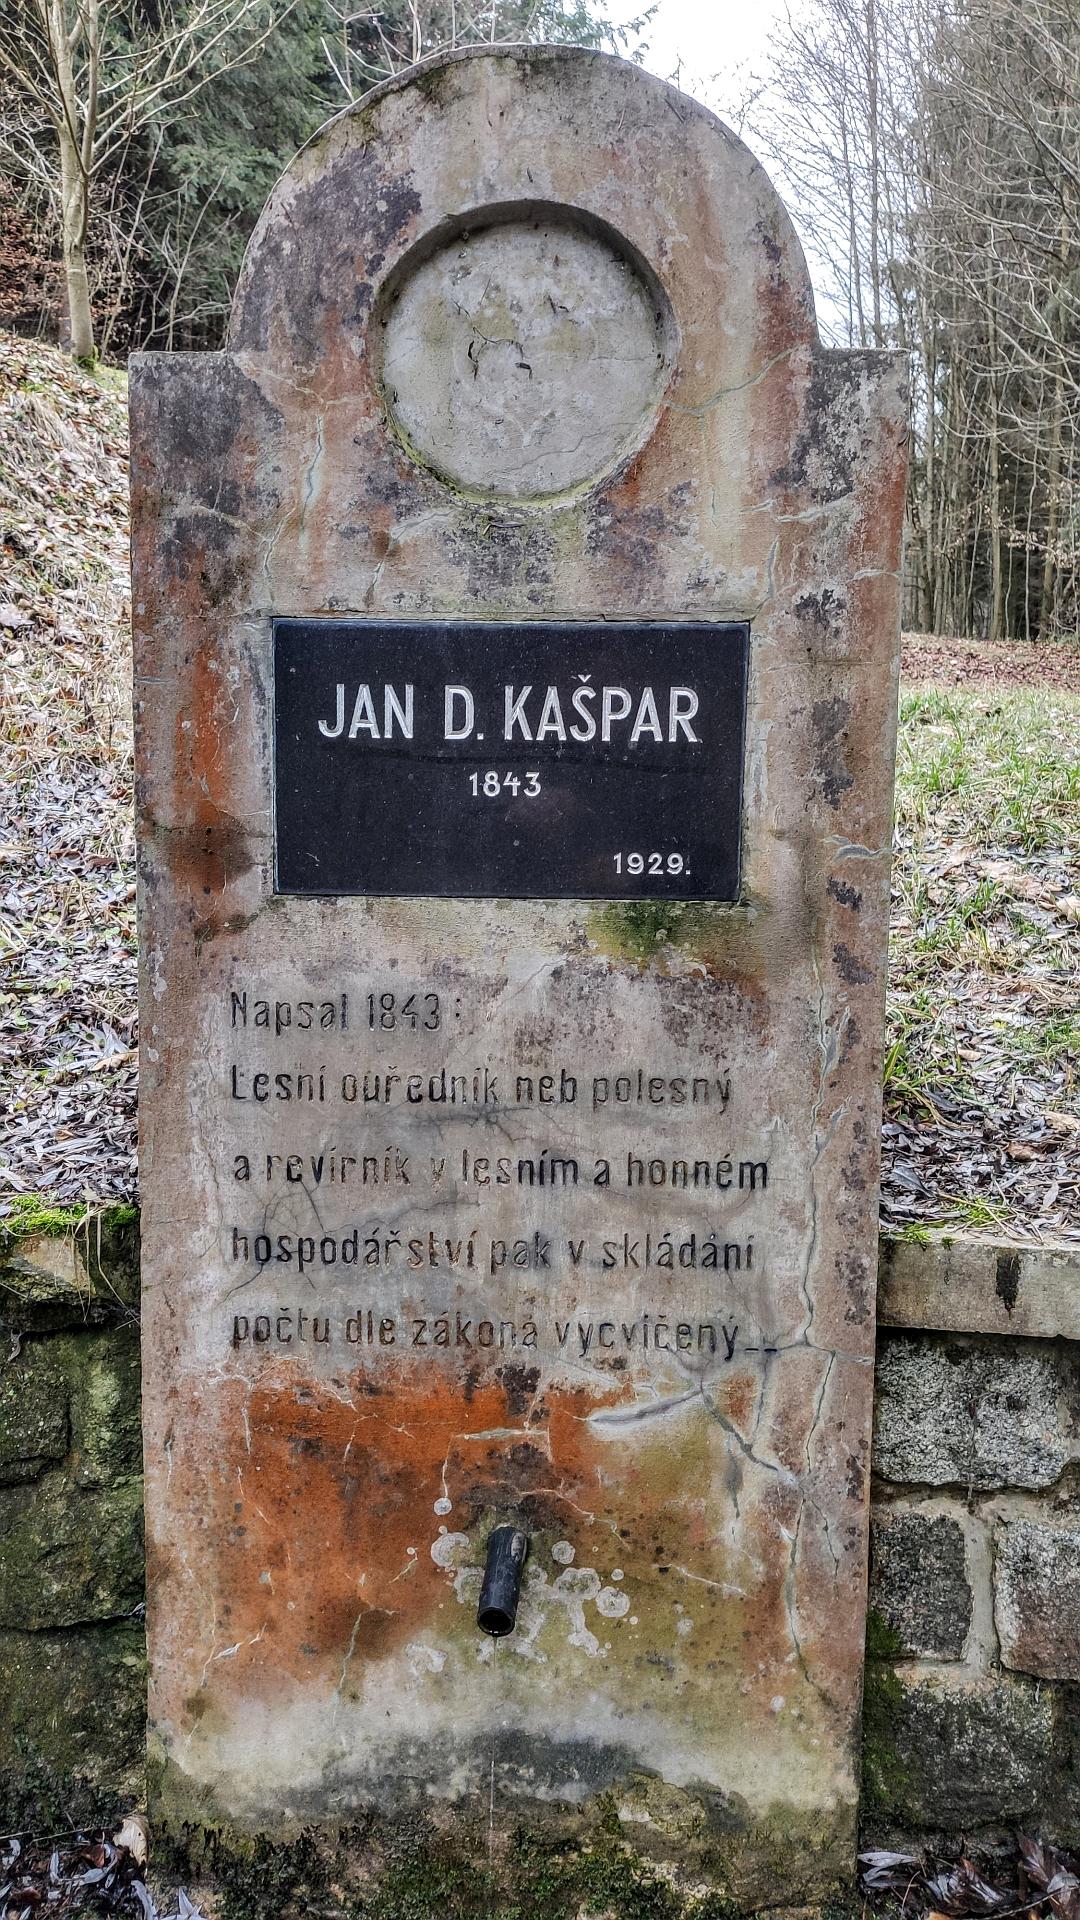 JAN D. KAŠPAR
1843
1929.
Napsal 1843:
Lesní ouředník neb polesný
a revírník v lesním a honném
hospodářství pak v skládání
počtu dle zákona vycvičený__